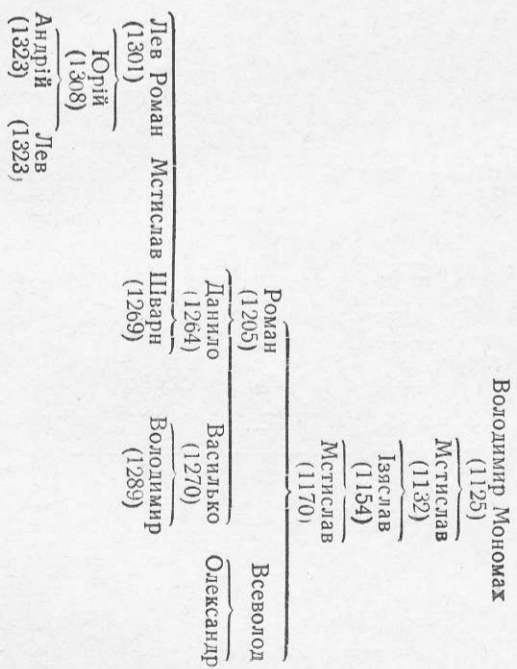 Володимир Мономах
(1125)
Мстислав
(1132)
Ізяслав
(1154)
Мстислав
(1170)
Роман
(1205)
Всеволод
Данило
(1264)
Василько
(1270)
Олександр
Лев
(1301)
Роман
Мстислав
Шварн
(1269)
Володимир
(1289)
Юрій
(1308)
Андрій
(1323)
Лев
(1323)